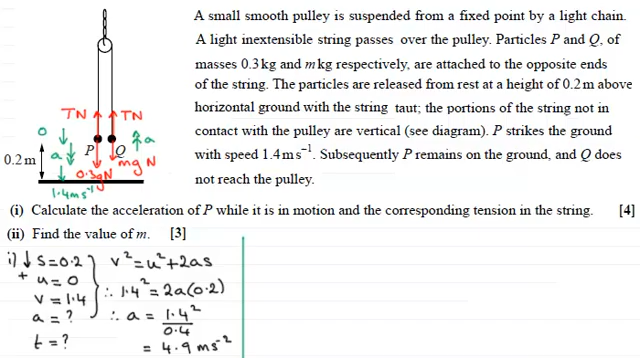 A small smooth pulley is suspended from a fixed point by a light chain.
A light inextensible string passes over the pulley. Particles P and Q, of
masses 0.3 kg and m kg respectively, are attached to the opposite ends
of the string. The particles are released from rest at a height of 0.2 m above
horizontal ground with the string taut; the portions of the string not in
contact with the pulley are vertical (see diagram). P strikes the ground
with speed 1.4 m s⁻¹. Subsequently P remains on the ground, and Q does
not reach the pulley.
TN TN
0 a
a P Q
0.2 m 0.3gN mgN
1.4ms⁻¹
(i) Calculate the acceleration of P while it is in motion and the corresponding tension in the string. [4]
(ii) Find the value of m. [3]
i) ↓ s = 0.2
+ u = 0
v = 1.4
a = ?
t = ?
v² = u² + 2as
∴ 1.4² = 2a(0.2)
∴ a = 1.4²/0.4
= 4.9 ms⁻²